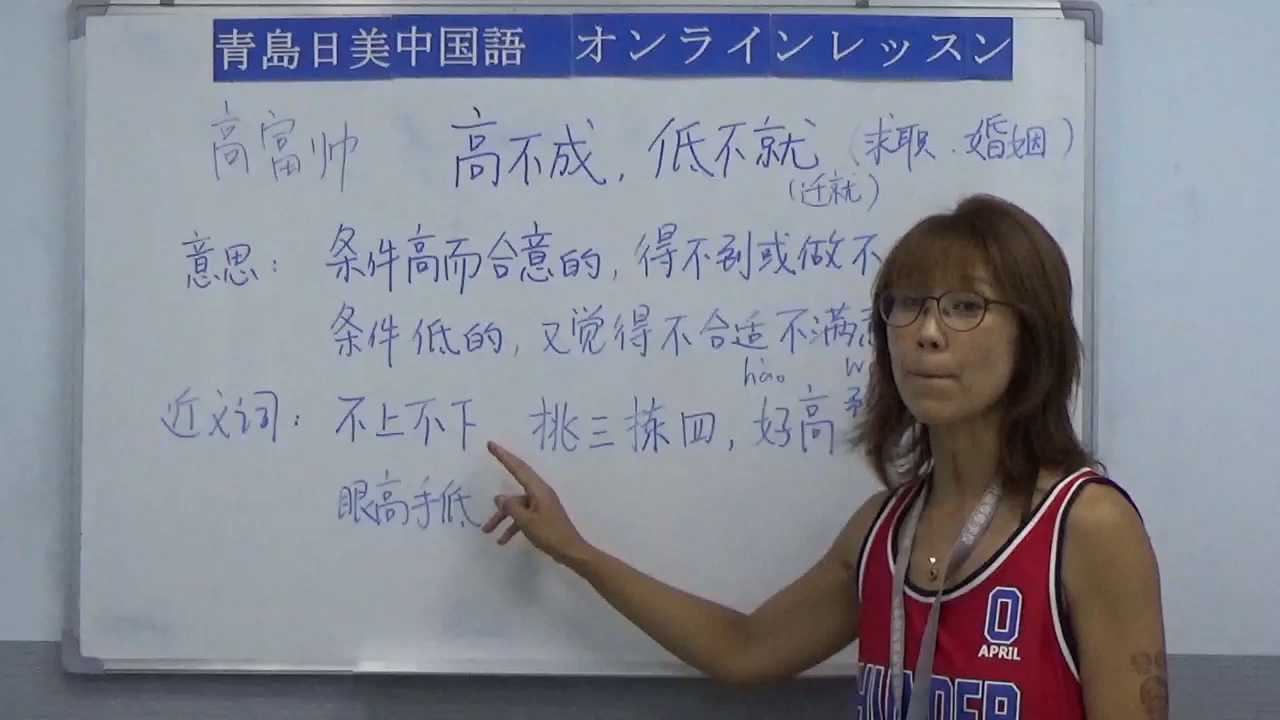 青島日美中国語 オンラインレッスン
高富帅 高不成，低不就（求职．婚姻）
（迁就）
意思：条件高而合意的，得不到或做不
条件低的，又觉得不合适不满
hào
近义词：不上不下 挑三拣四，好高
眼高手低
0
APRIL
THUNDER